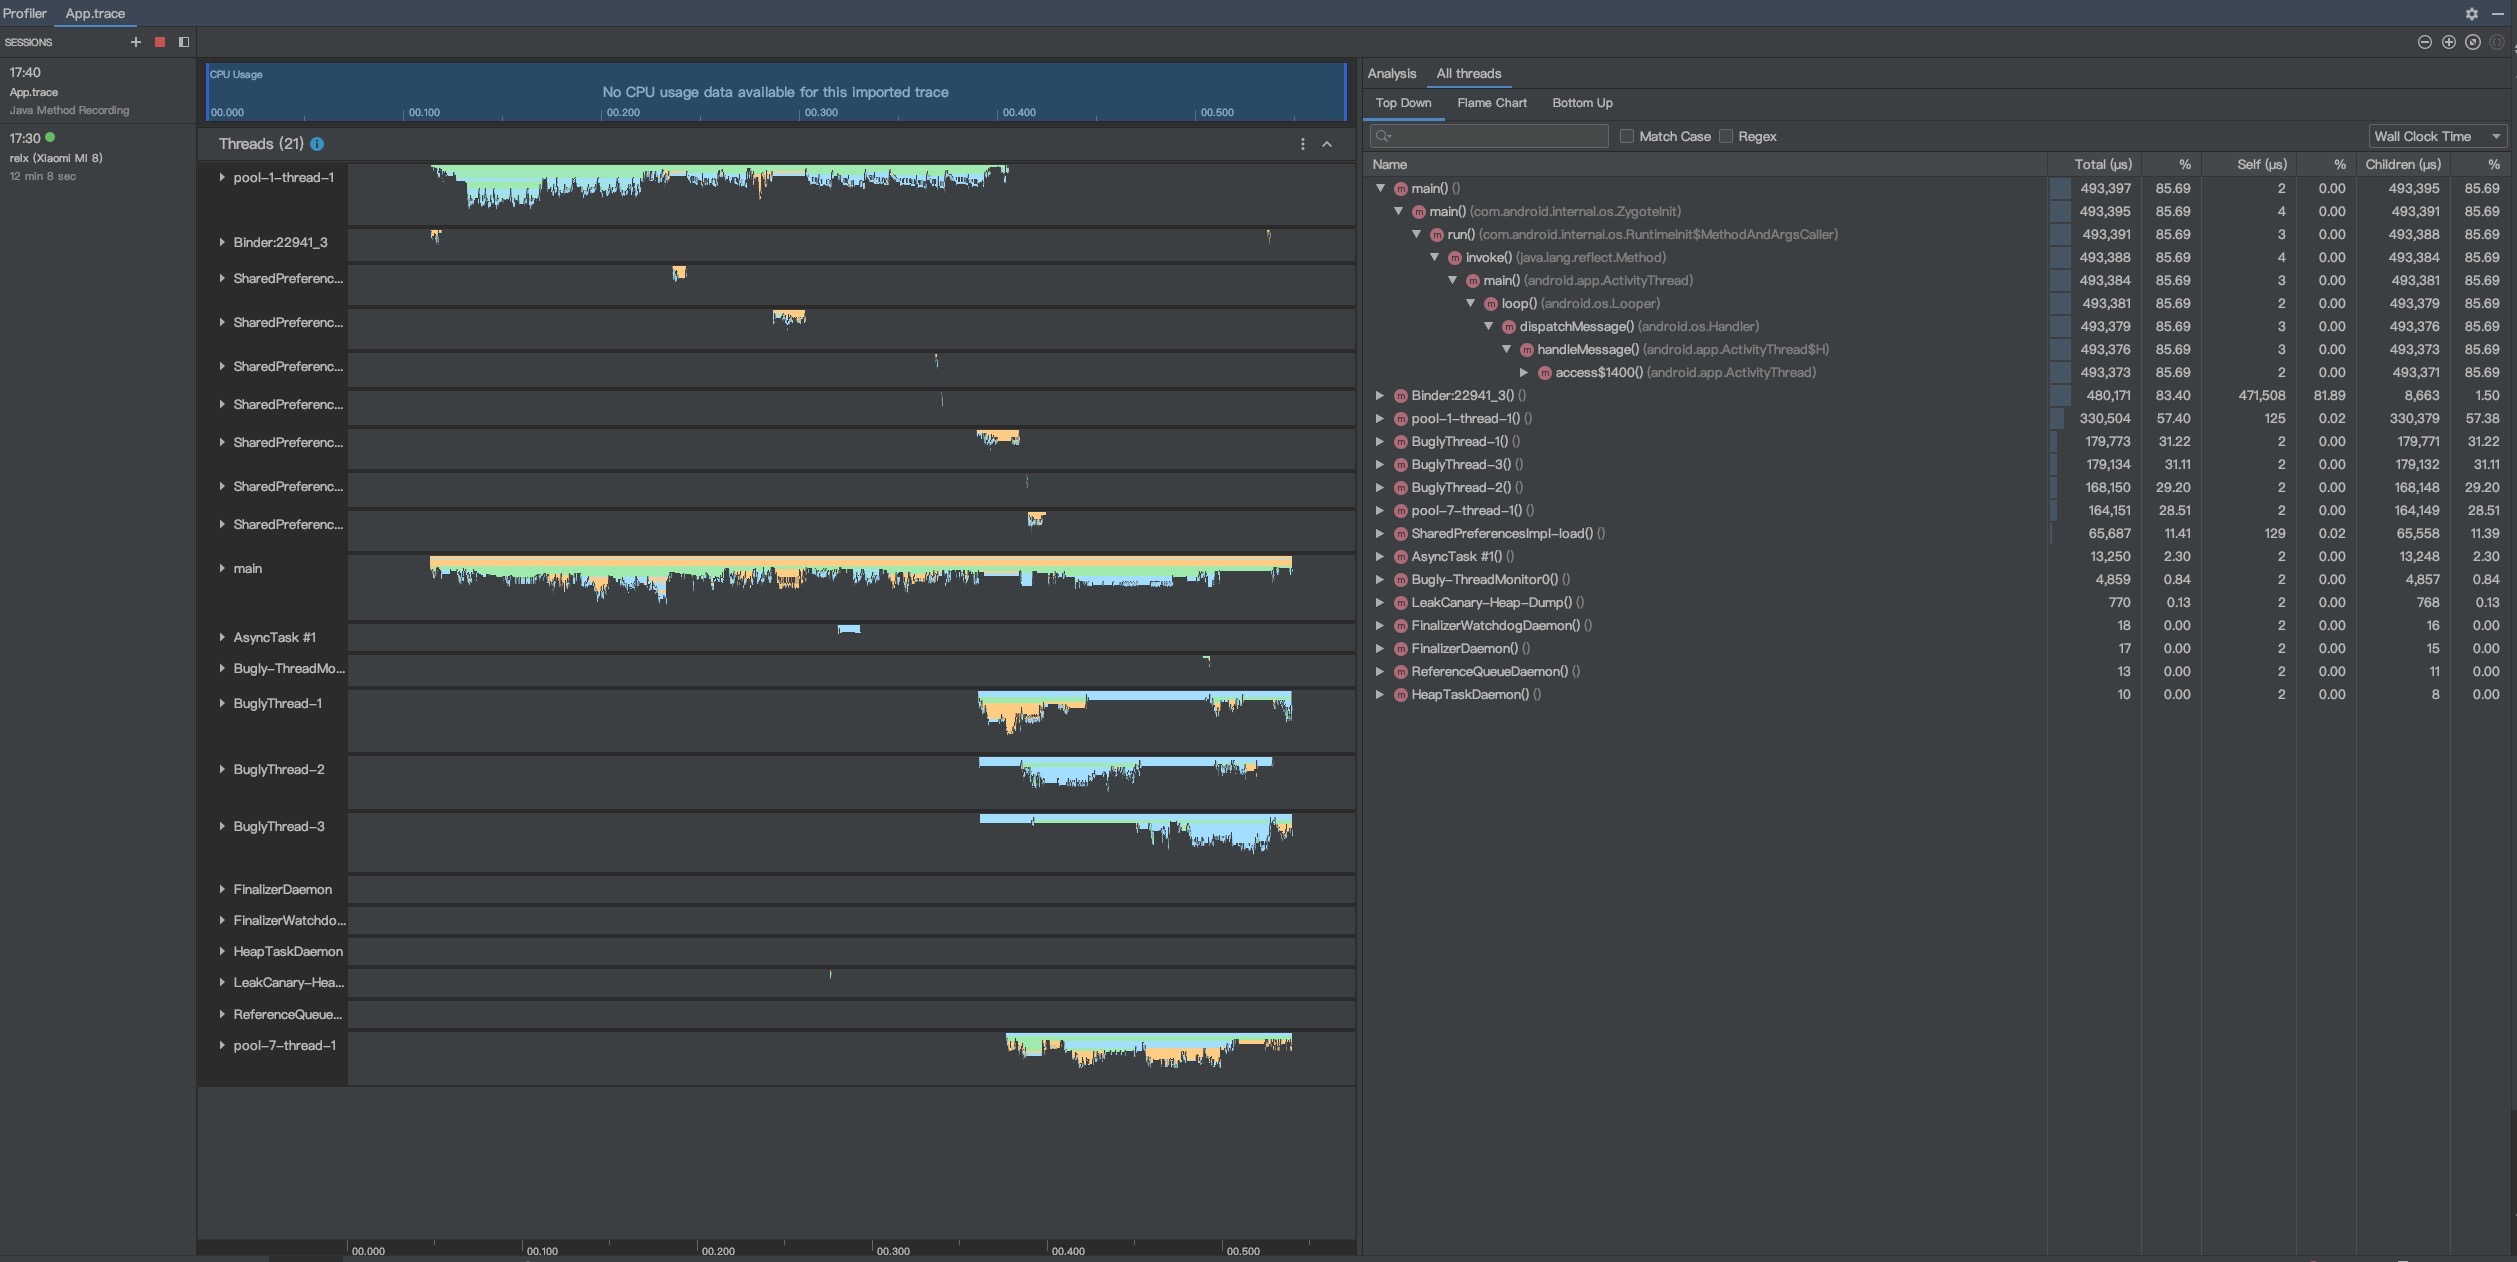 Profiler App.trace
SESSIONS
17:40
App.trace
Java Method Recording
17:30
relx (Xiaomi MI 8)
12 min 8 sec
CPU Usage
No CPU usage data available for this imported trace
00.000 00.100 00.200 00.300 00.400 00.500
Threads (21)
pool-1-thread-1
Binder:22941_3
SharedPreferenc...
SharedPreferenc...
SharedPreferenc...
SharedPreferenc...
SharedPreferenc...
SharedPreferenc...
SharedPreferenc...
main
AsyncTask #1
Bugly-ThreadMo...
BuglyThread-1
BuglyThread-2
BuglyThread-3
FinalizerDaemon
FinalizerWatchdo...
HeapTaskDaemon
LeakCanary-Hea...
ReferenceQueue...
pool-7-thread-1
00.000 00.100 00.200 00.300 00.400 00.500
Analysis All threads
Top Down Flame Chart Bottom Up
Match Case Regex Wall Clock Time
Name Total (μs) % Self (μs) % Children (μs) %
m main() () 493,397 85.69 2 0.00 493,395 85.69
m main() (com.android.internal.os.ZygoteInit) 493,395 85.69 4 0.00 493,391 85.69
m run() (com.android.internal.os.RuntimeInit$MethodAndArgsCaller) 493,391 85.69 3 0.00 493,388 85.69
m invoke() (java.lang.reflect.Method) 493,388 85.69 4 0.00 493,384 85.69
m main() (android.app.ActivityThread) 493,384 85.69 3 0.00 493,381 85.69
m loop() (android.os.Looper) 493,381 85.69 2 0.00 493,379 85.69
m dispatchMessage() (android.os.Handler) 493,379 85.69 3 0.00 493,376 85.69
m handleMessage() (android.app.ActivityThread$H) 493,376 85.69 3 0.00 493,373 85.69
m access$1400() (android.app.ActivityThread) 493,373 85.69 2 0.00 493,371 85.69
m Binder:22941_3() () 480,171 83.40 471,508 81.89 8,663 1.50
m pool-1-thread-1() () 330,504 57.40 125 0.02 330,379 57.38
m BuglyThread-1() () 179,773 31.22 2 0.00 179,771 31.22
m BuglyThread-3() () 179,134 31.11 2 0.00 179,132 31.11
m BuglyThread-2() () 168,150 29.20 2 0.00 168,148 29.20
m pool-7-thread-1() () 164,151 28.51 2 0.00 164,149 28.51
m SharedPreferencesImpl-load() () 65,687 11.41 129 0.02 65,558 11.39
m AsyncTask #1() () 13,250 2.30 2 0.00 13,248 2.30
m Bugly-ThreadMonitor0() () 4,859 0.84 2 0.00 4,857 0.84
m LeakCanary-Heap-Dump() () 770 0.13 2 0.00 768 0.13
m FinalizerWatchdogDaemon() () 18 0.00 2 0.00 16 0.00
m FinalizerDaemon() () 17 0.00 2 0.00 15 0.00
m ReferenceQueueDaemon() () 13 0.00 2 0.00 11 0.00
m HeapTaskDaemon() () 10 0.00 2 0.00 8 0.00